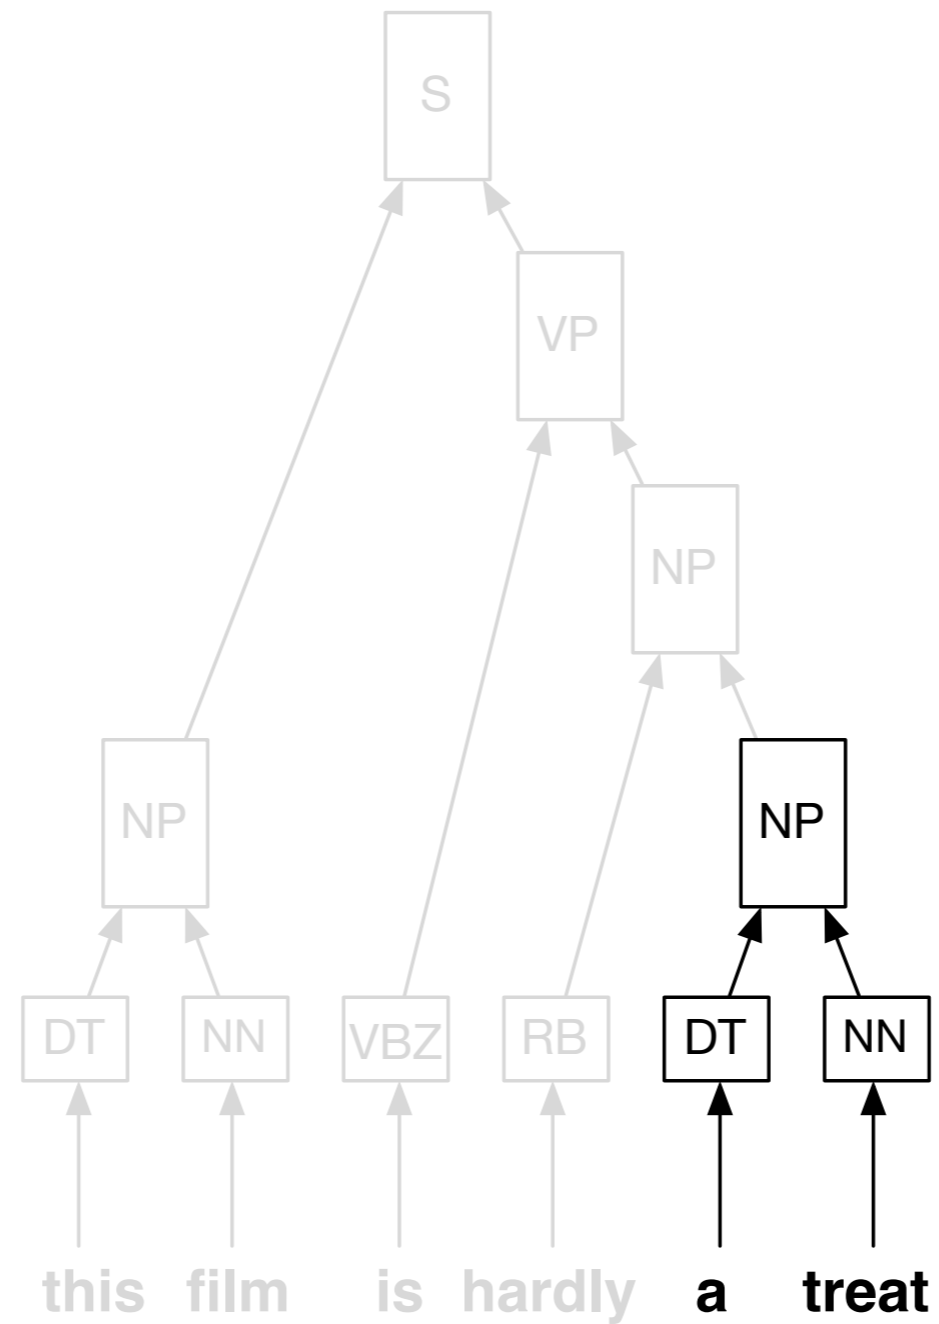 S
VP
NP
NP NP
DT NN VBZ RB DT NN
this film is hardly a treat